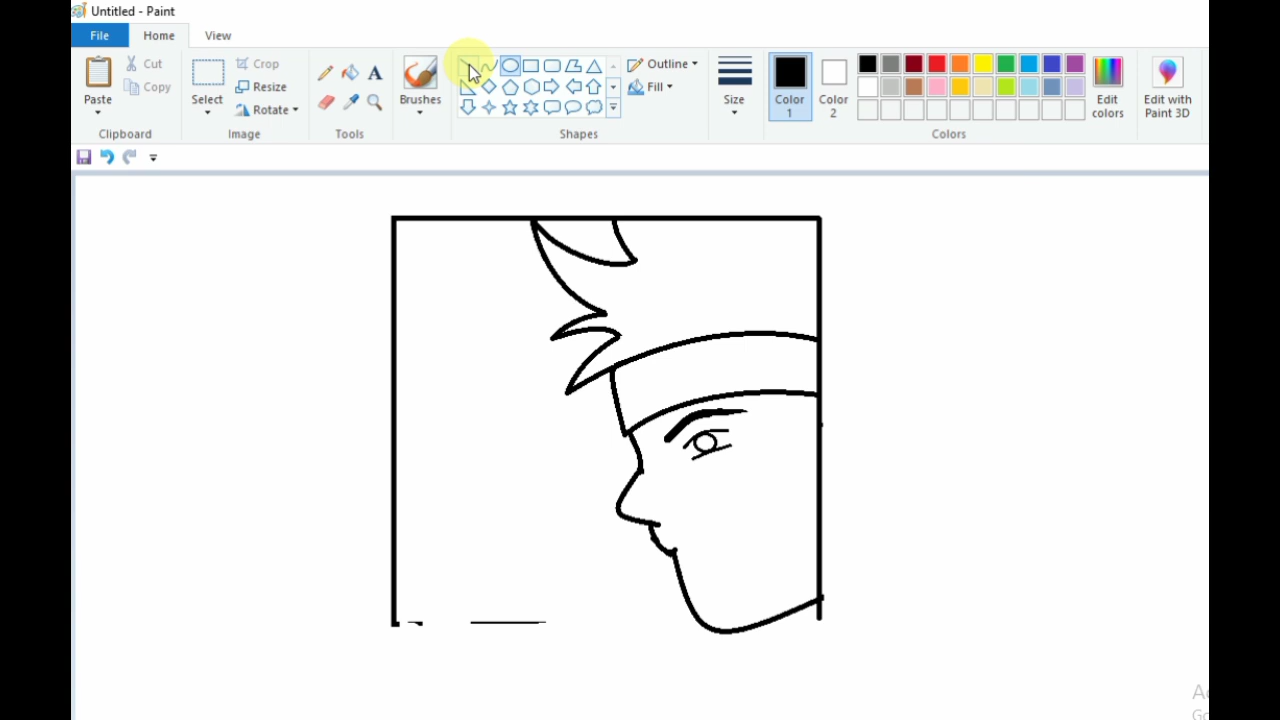 Untitled - Paint
File Home View
Paste
Cut
Copy
Clipboard
Select
Crop
Resize
Rotate
Image
A
Tools
Brushes
Shapes
Outline
Fill
Size
Color 1
Color 2
Edit colors
Colors
Edit with Paint 3D